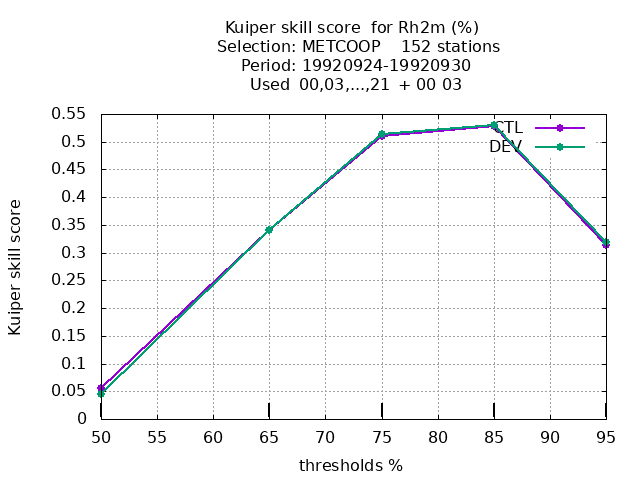 Kuiper skill score  for Rh2m (%)
Selection: METCOOP    152 stations
Period: 19920924-19920930
Used  00,03,...,21  + 00 03
CTL
DEV
Kuiper skill score
0.55
0.5
0.45
0.4
0.35
0.3
0.25
0.2
0.15
0.1
0.05
0
50 55 60 65 70 75 80 85 90 95
thresholds %